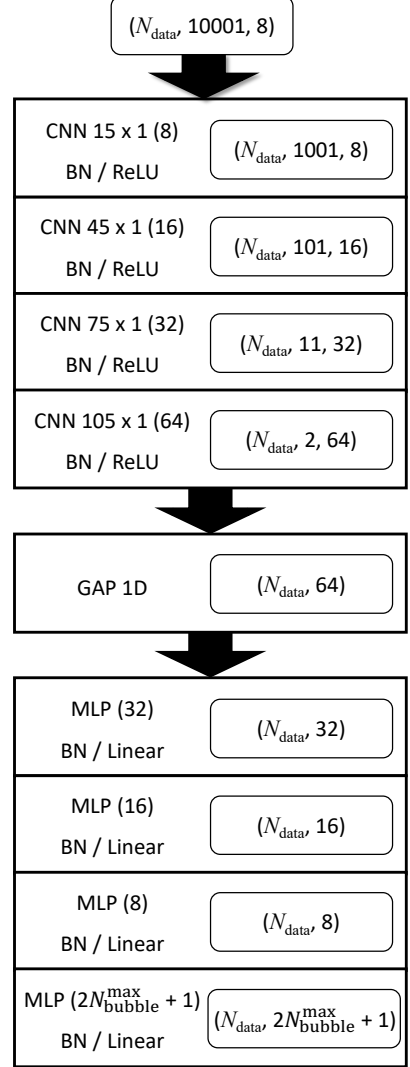 (N_data, 10001, 8)
CNN 15 x 1 (8)
BN / ReLU
(N_data, 1001, 8)
CNN 45 x 1 (16)
BN / ReLU
(N_data, 101, 16)
CNN 75 x 1 (32)
BN / ReLU
(N_data, 11, 32)
CNN 105 x 1 (64)
BN / ReLU
(N_data, 2, 64)
GAP 1D
(N_data, 64)
MLP (32)
BN / Linear
(N_data, 32)
MLP (16)
BN / Linear
(N_data, 16)
MLP (8)
BN / Linear
(N_data, 8)
MLP (2N_bubble^max + 1)
BN / Linear
(N_data, 2N_bubble^max + 1)